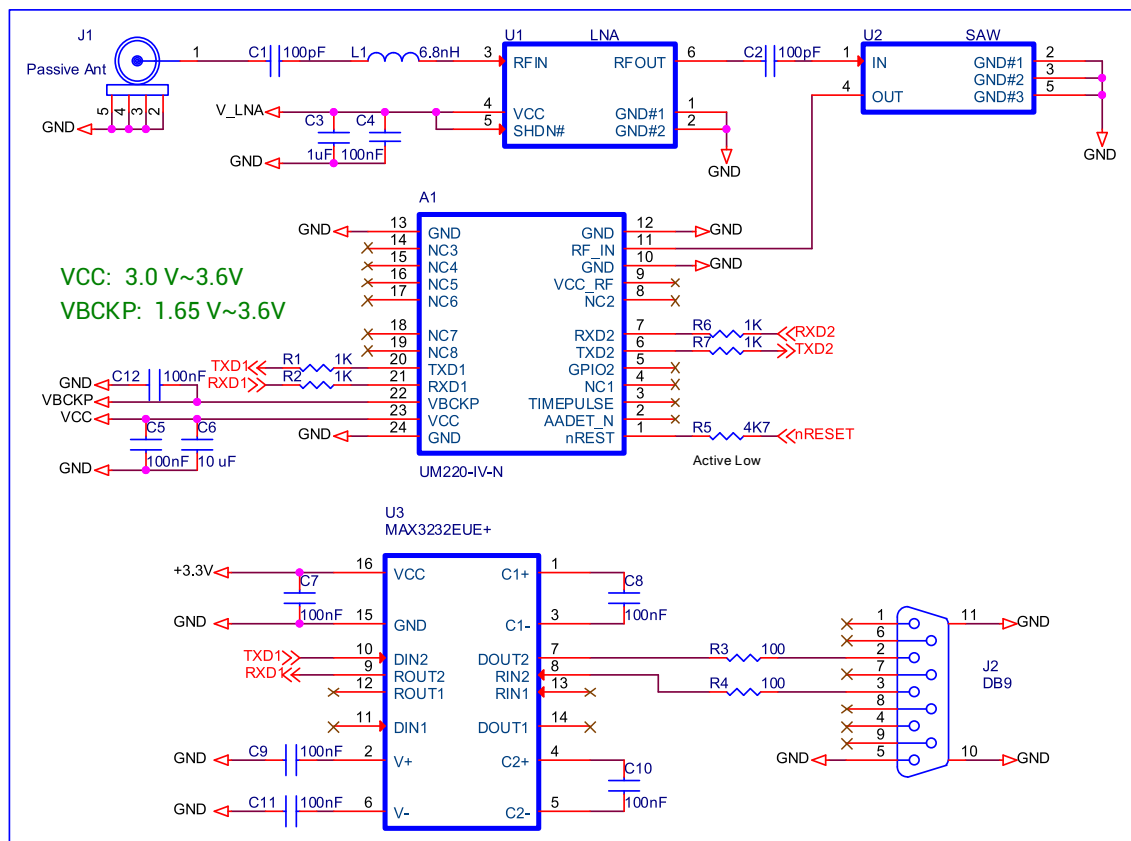 J1
Passive Ant
1
5 4 3 2
GND
C1 100pF
L1 6.8nH
U1 LNA
3 RFIN RFOUT 6
4 VCC GND#1 1
5 SHDN# GND#2 2
V_LNA
C3 C4
1uF 100nF
GND
GND
C2 100pF
U2 SAW
1 IN GND#1 2
GND#2 3
4 OUT GND#3 5
GND
VCC: 3.0 V~3.6V
VBCKP: 1.65 V~3.6V
A1
GND 13 GND GND 12 GND
14 NC3 RF_IN 11
15 NC4 GND 10 GND
16 NC5 VCC_RF 9
17 NC6 NC2 8
18 NC7 RXD2 7 R6 1K RXD2
19 NC8 TXD2 6 R7 1K TXD2
TXD1 R1 1K 20 TXD1 GPIO2 5
RXD1 R2 1K 21 RXD1 NC1 4
GND C12 100nF
VBCKP 22 VBCKP TIMEPULSE 3
VCC 23 VCC AADET_N 2
GND 24 GND nREST 1 R5 4K7 nRESET
Active Low
C5 C6
100nF 10 uF
GND
UM220-IV-N
U3
MAX3232EUE+
+3.3V 16 VCC C1+ 1
C7 100nF
C8 100nF
GND 15 GND C1- 3
TXD1 10 DIN2 DOUT2 7 R3 100
RXD1 9 ROUT2 RIN2 8 R4 100
12 ROUT1 RIN1 13
11 DIN1 DOUT1 14
GND C9 100nF 2 V+ C2+ 4
C10 100nF
GND C11 100nF 6 V- C2- 5
1 11 GND
6
2
7
3
8
4
9
GND 5 10 GND
J2
DB9